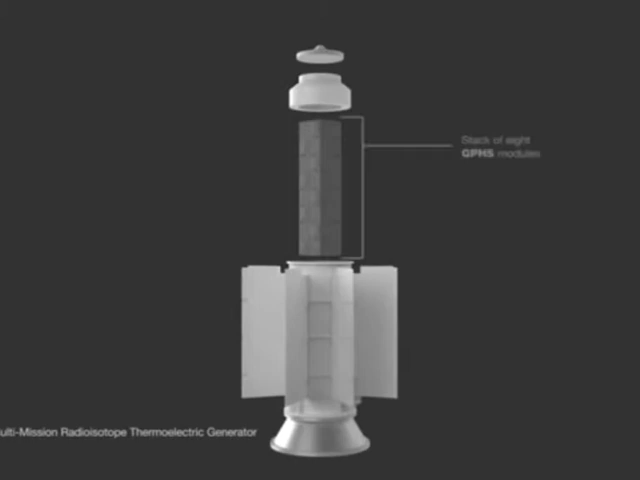 Stack of eight
GPHS modules
ulti-Mission Radioisotope Thermoelectric Generator